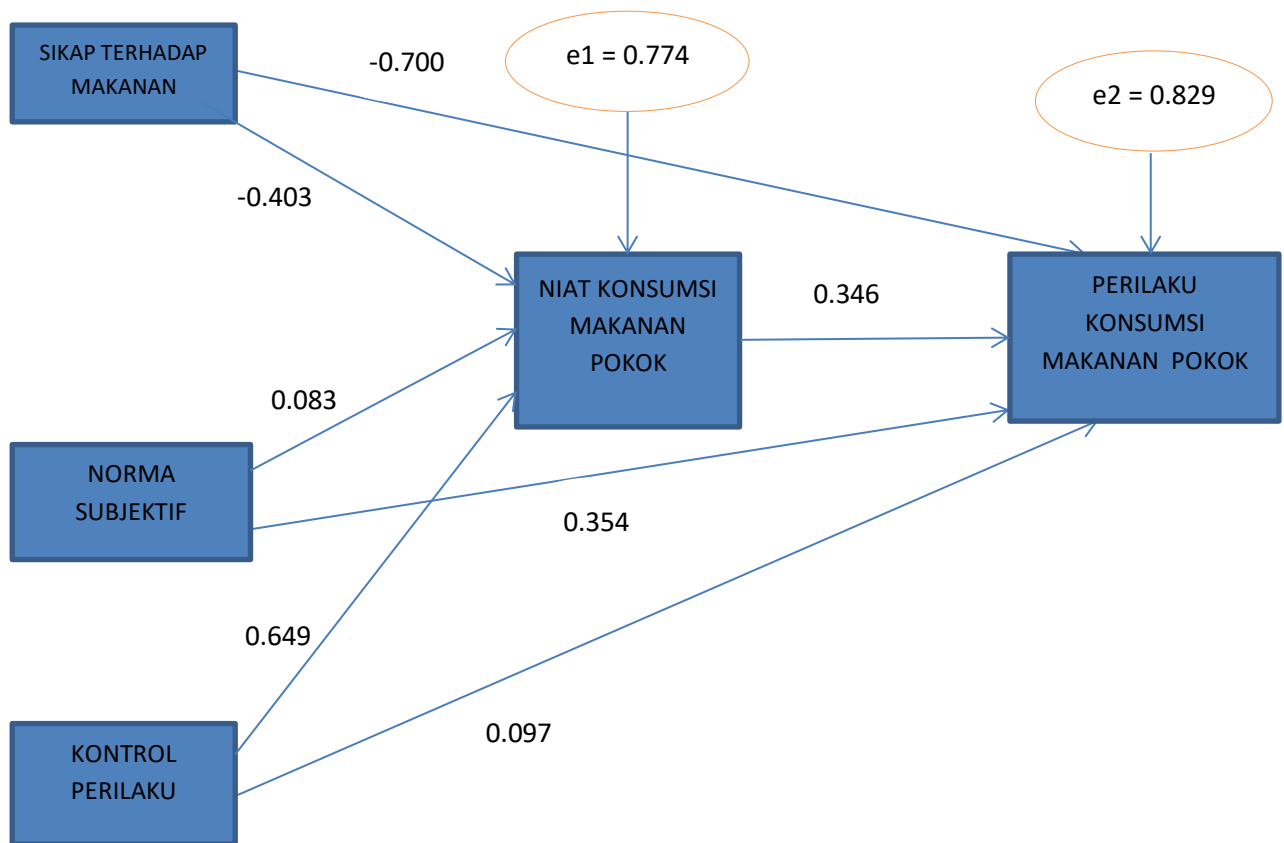 SIKAP TERHADAP
MAKANAN
-0.700
e1 = 0.774
e2 = 0.829
-0.403
NIAT KONSUMSI
MAKANAN
POKOK
0.346
PERILAKU
KONSUMSI
MAKANAN POKOK
0.083
NORMA
SUBJEKTIF
0.354
0.649
KONTROL
PERILAKU
0.097